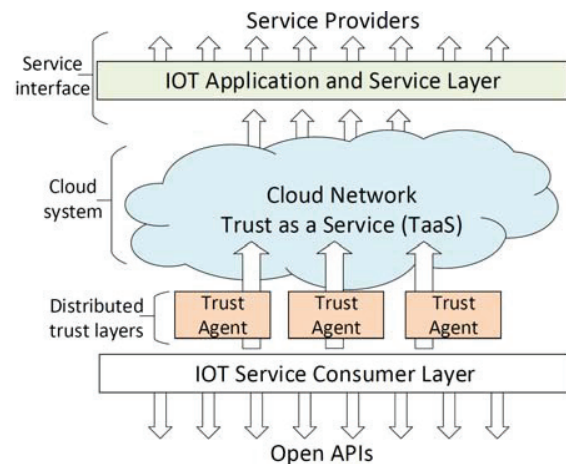 Service Providers
Service
interface
IOT Application and Service Layer
Cloud
system
Cloud Network
Trust as a Service (TaaS)
Distributed
trust layers
Trust
Agent
Trust
Agent
Trust
Agent
IOT Service Consumer Layer
Open APIs